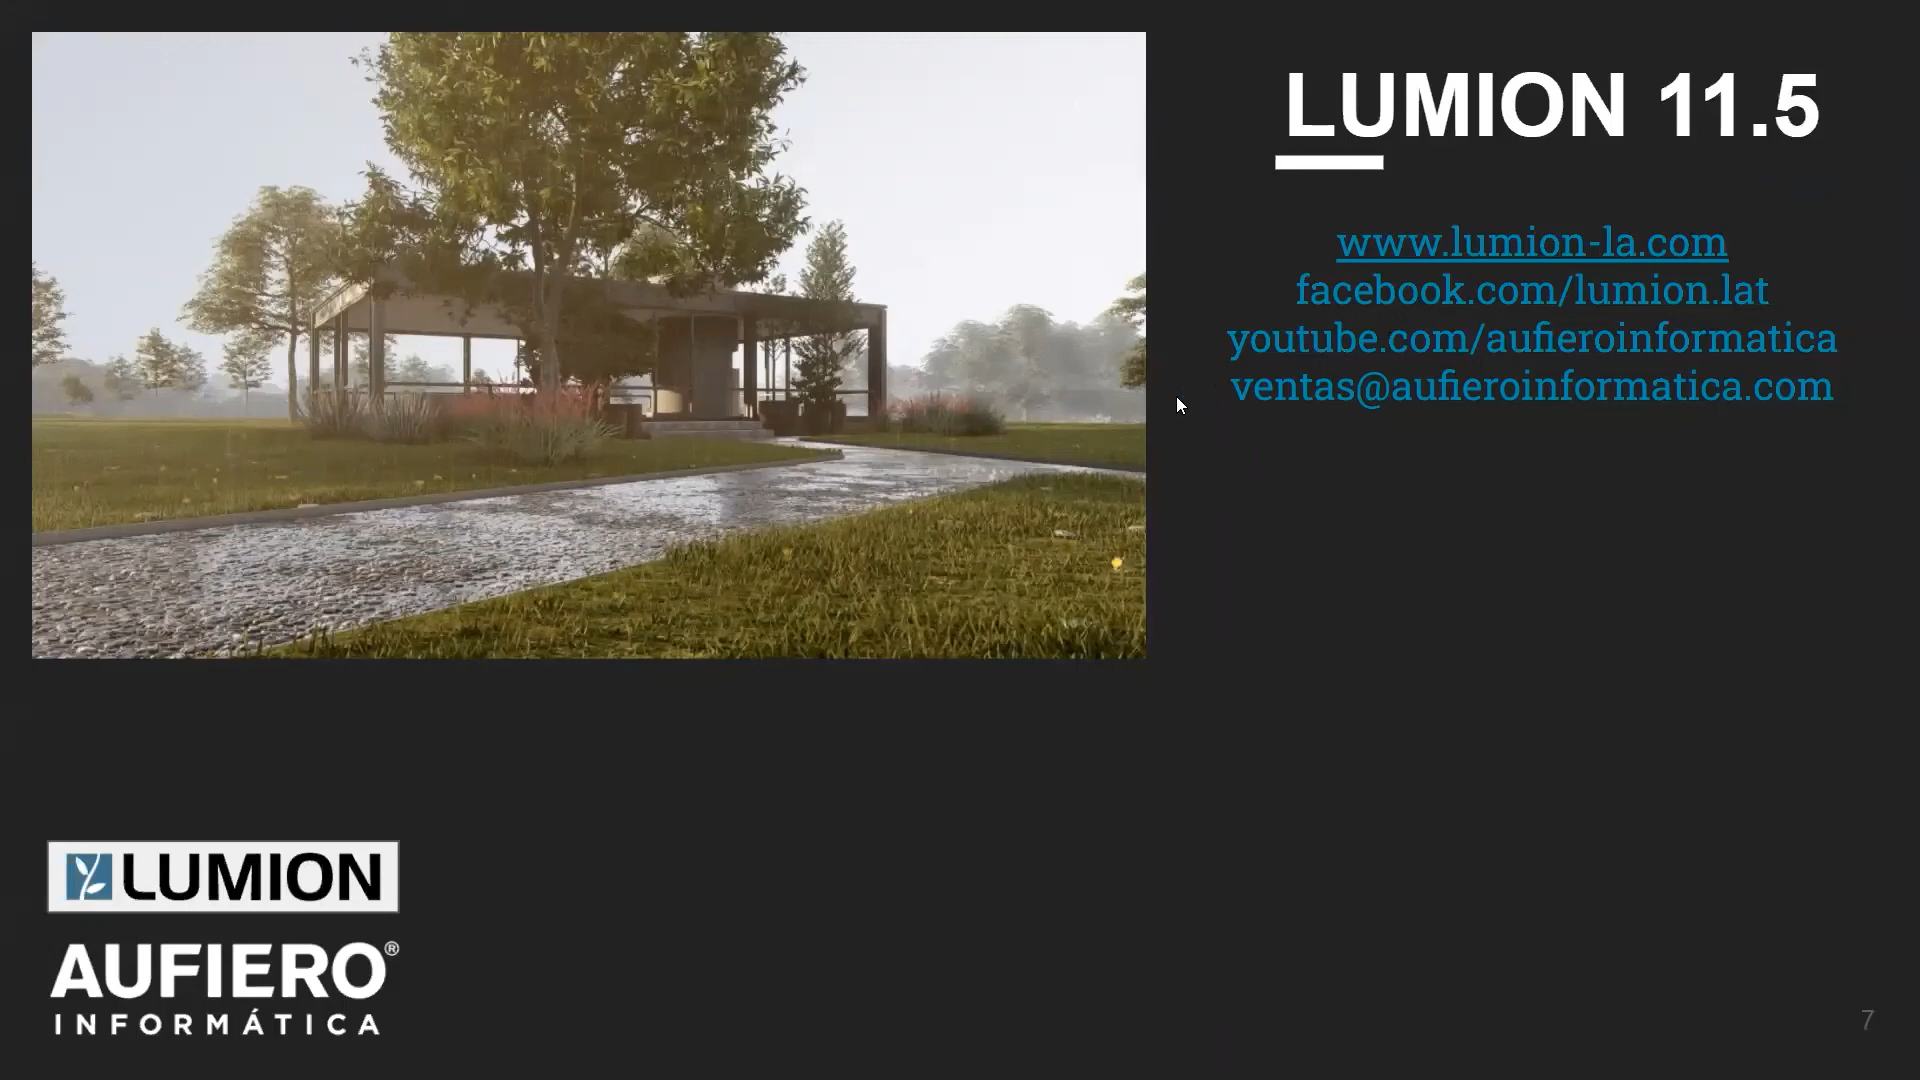 LUMION 11.5
www.lumion-la.com
facebook.com/lumion.lat
youtube.com/aufieroinformatica
ventas@aufieroinformatica.com
LUMION
AUFIERO®
INFORMÁTICA
7